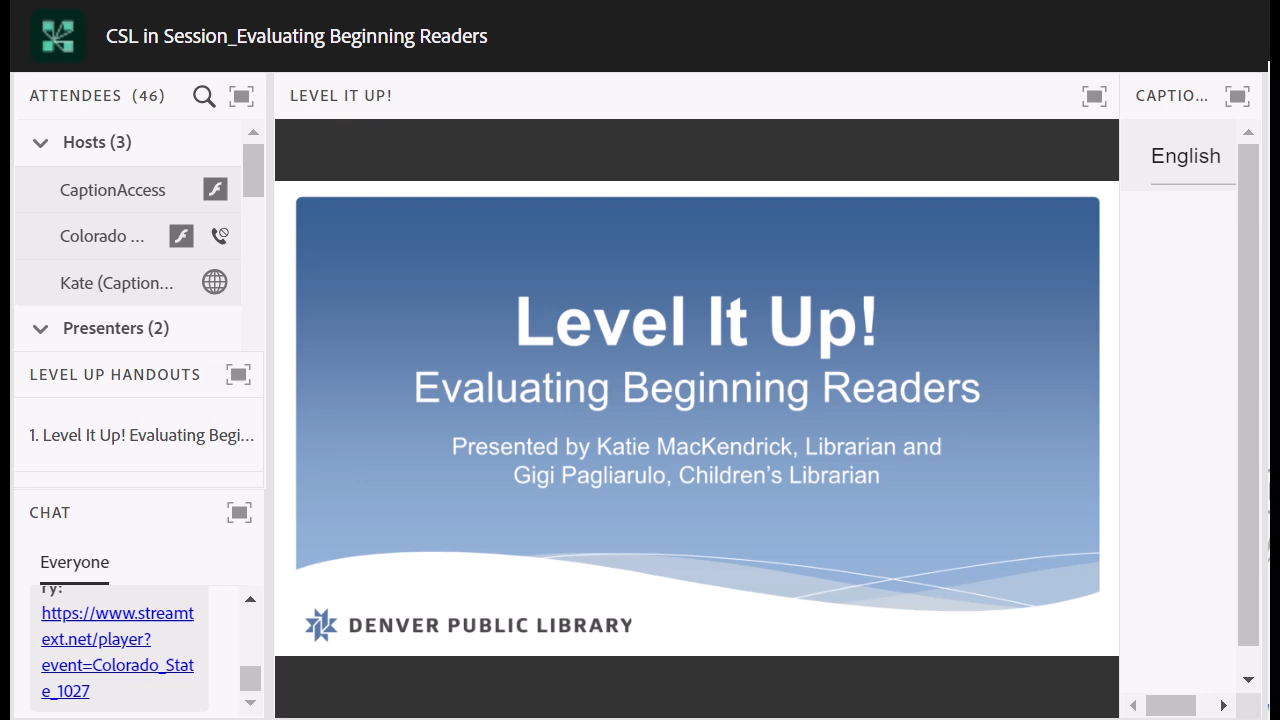 CSL in Session_Evaluating Beginning Readers
ATTENDEES (46)
Hosts (3)
CaptionAccess
Colorado ...
Kate (Caption...
Presenters (2)
LEVEL UP HANDOUTS
1. Level It Up! Evaluating Begi...
CHAT
Everyone
ry:
https://www.streamt
ext.net/player?
event=Colorado_Stat
e_1027
LEVEL IT UP!
Level It Up!
Evaluating Beginning Readers
Presented by Katie MacKendrick, Librarian and
Gigi Pagliarulo, Children's Librarian
DENVER PUBLIC LIBRARY
CAPTIO...
English